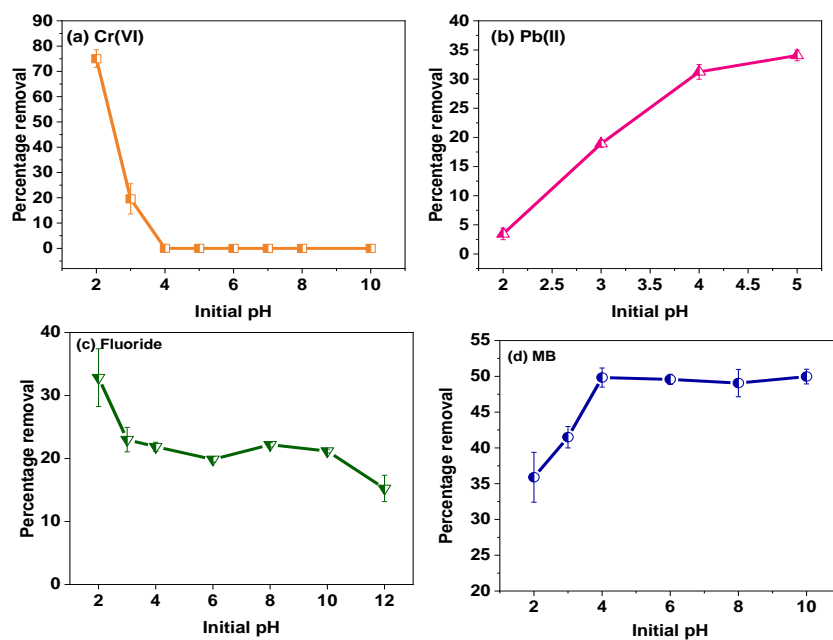 (a) Cr(VI)
Percentage removal
90
80
70
60
50
40
30
20
10
0
2 4 6 8 10
Initial pH
(b) Pb(II)
Percentage removal
40
35
30
25
20
15
10
5
0
2 2.5 3 3.5 4 4.5 5
Initial pH
(c) Fluoride
Percentage removal
40
30
20
10
0
2 4 6 8 10 12
Initial pH
(d) MB
Percentage removal
55
50
45
40
35
30
25
20
2 4 6 8 10
Initial pH